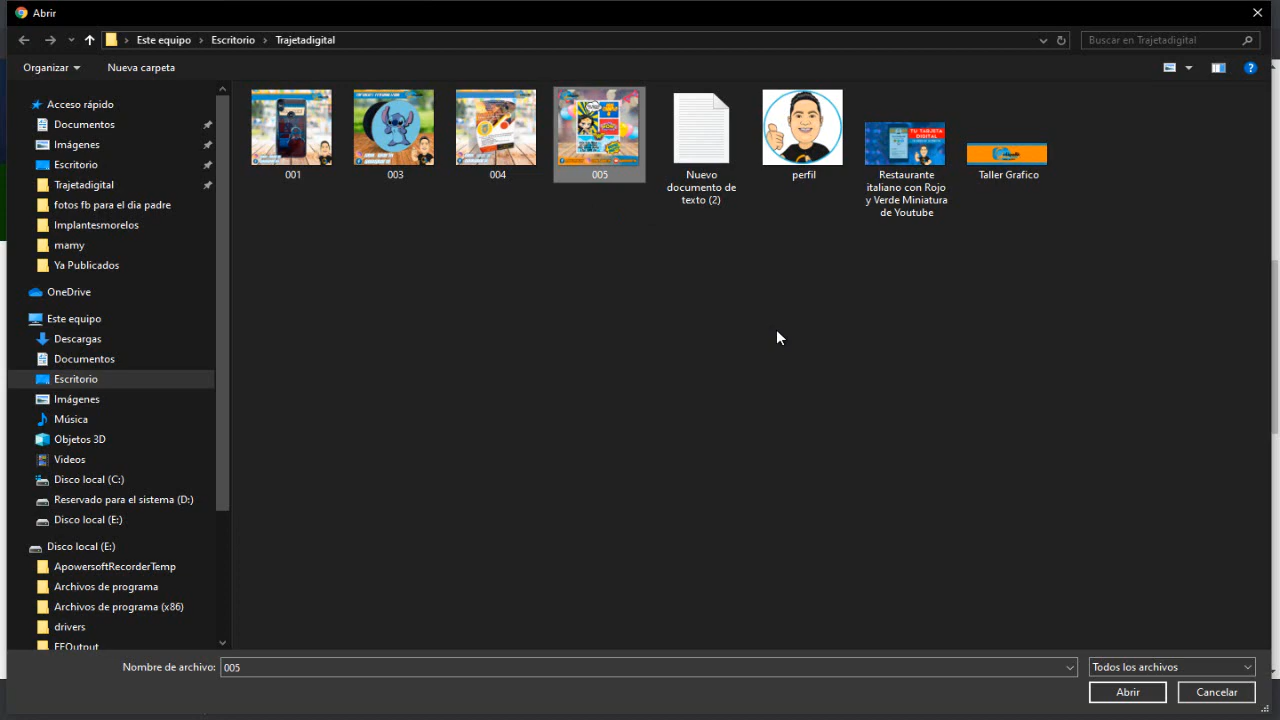 Abrir
Este equipo
Escritorio
Trajetadigital
Buscar en Trajetadigital
Organizar
Nueva carpeta
Acceso rápido
Documentos
Imágenes
Escritorio
Trajetadigital
fotos fb para el dia padre
Implantesmorelos
mamy
Ya Publicados
OneDrive
Este equipo
Descargas
Documentos
Escritorio
Imágenes
Música
Objetos 3D
Videos
Disco local (C:)
Reservado para el sistema (D:)
Disco local (E:)
Disco local (E:)
ApowersoftRecorderTemp
Archivos de programa
Archivos de programa (x86)
drivers
FFOutput
001
003
004
005
Nuevo
documento de
texto (2)
perfil
TU TARJETA
DIGITAL
Restaurante
italiano con Rojo
y Verde Miniatura
de Youtube
Taller Grafico
Nombre de archivo:
005
Todos los archivos
Abrir
Cancelar